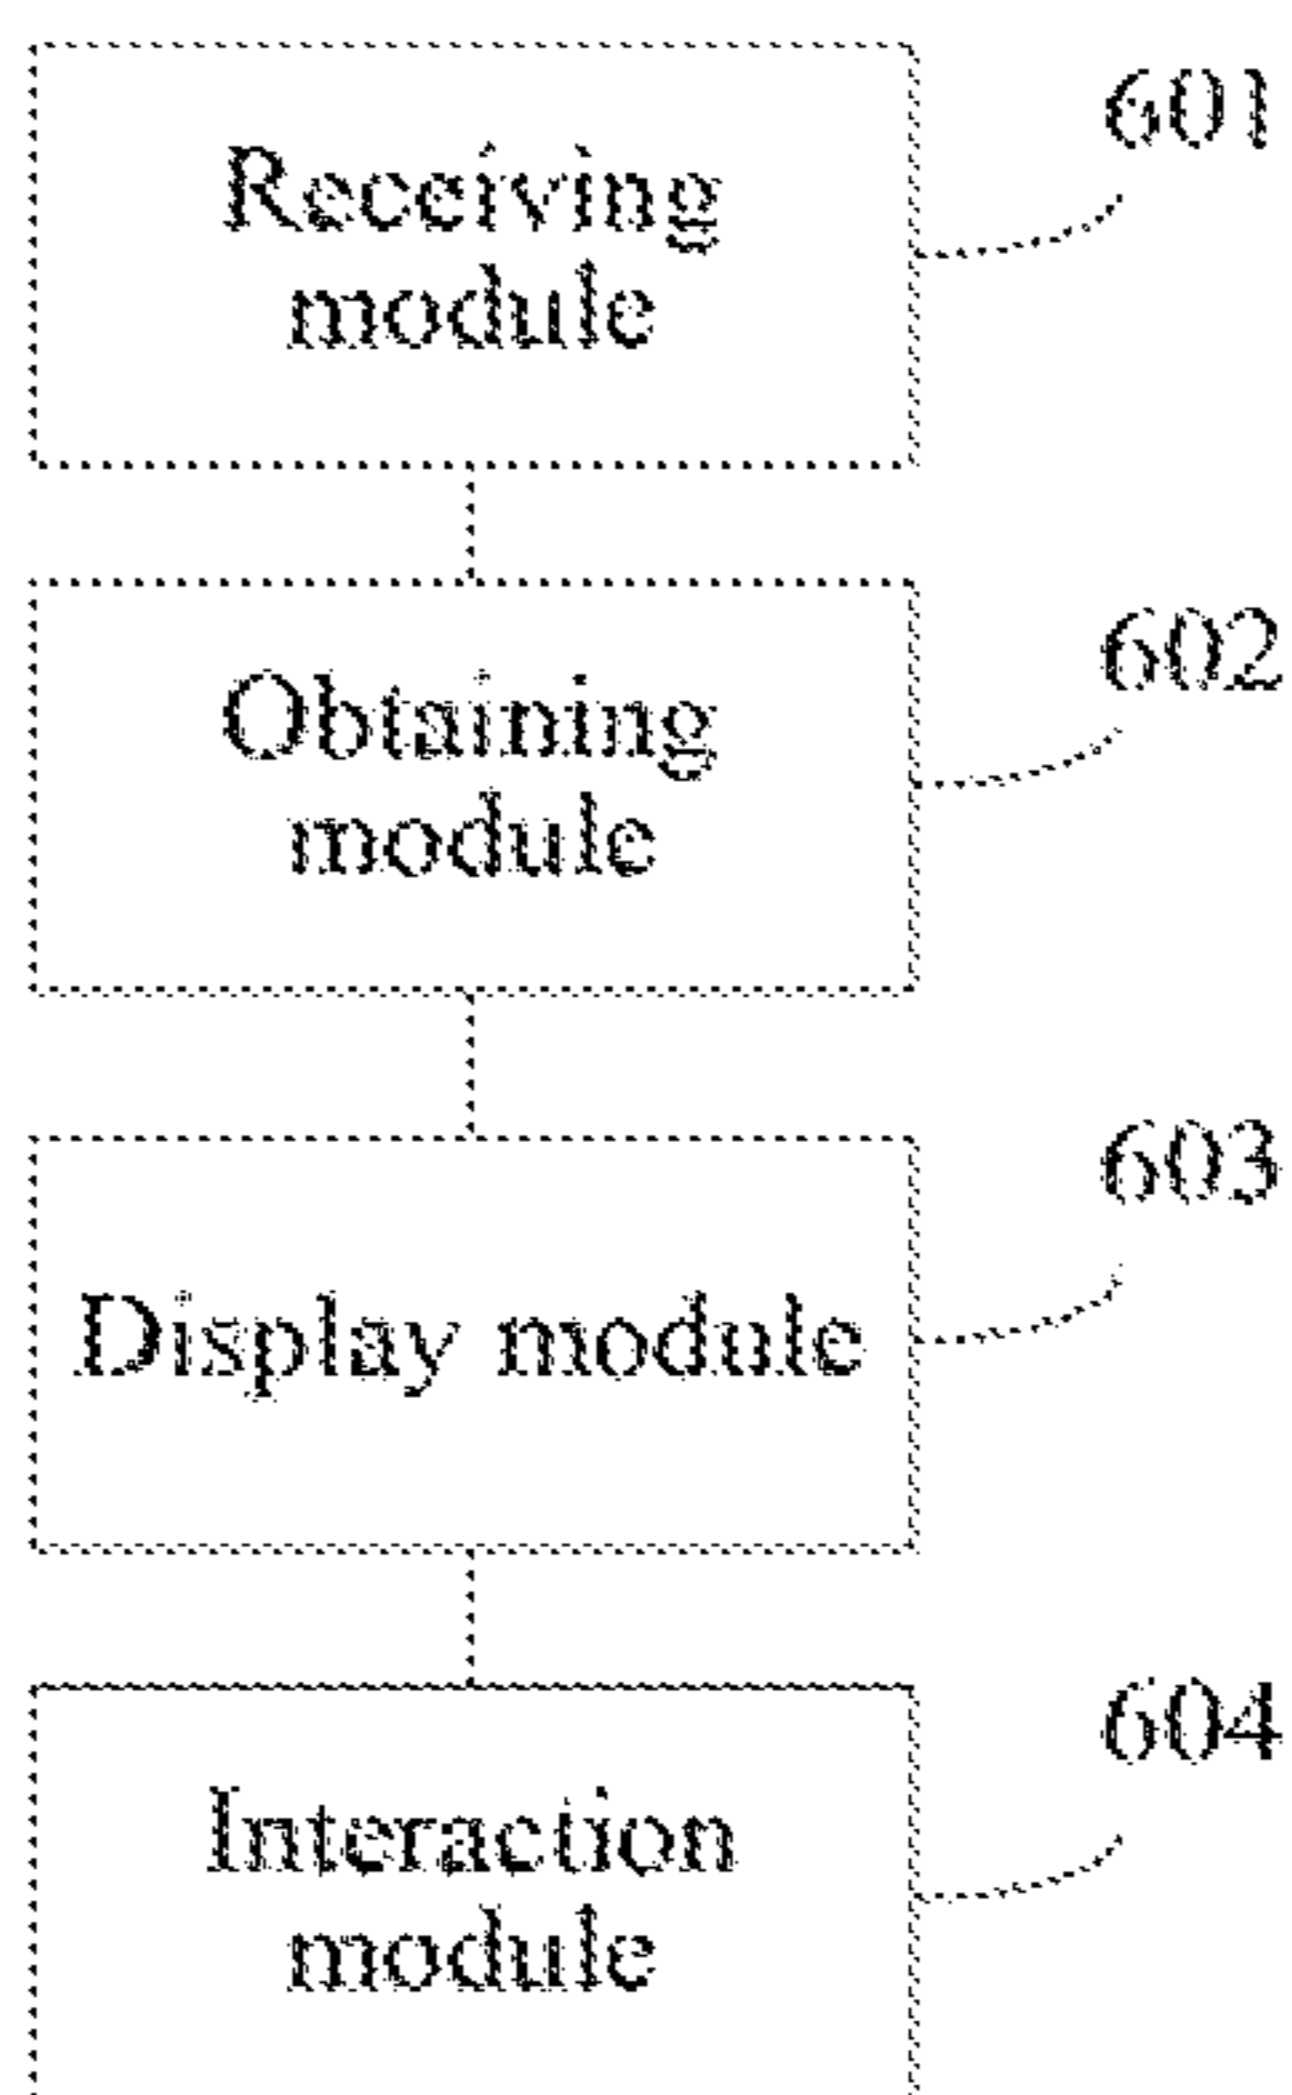 601
Receiving
module
602
Obtaining
module
603
Display module
604
Interaction
module